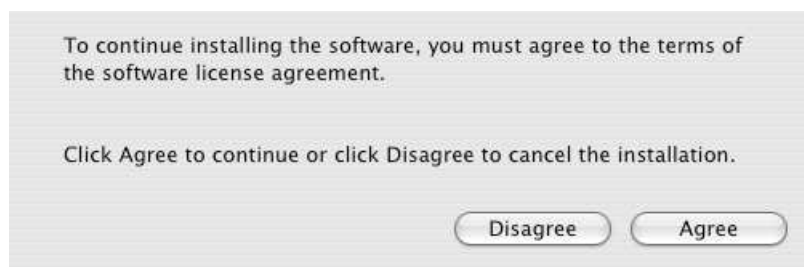 To continue installing the software, you must agree to the terms of
the software license agreement.
Click Agree to continue or click Disagree to cancel the installation.
Disagree Agree